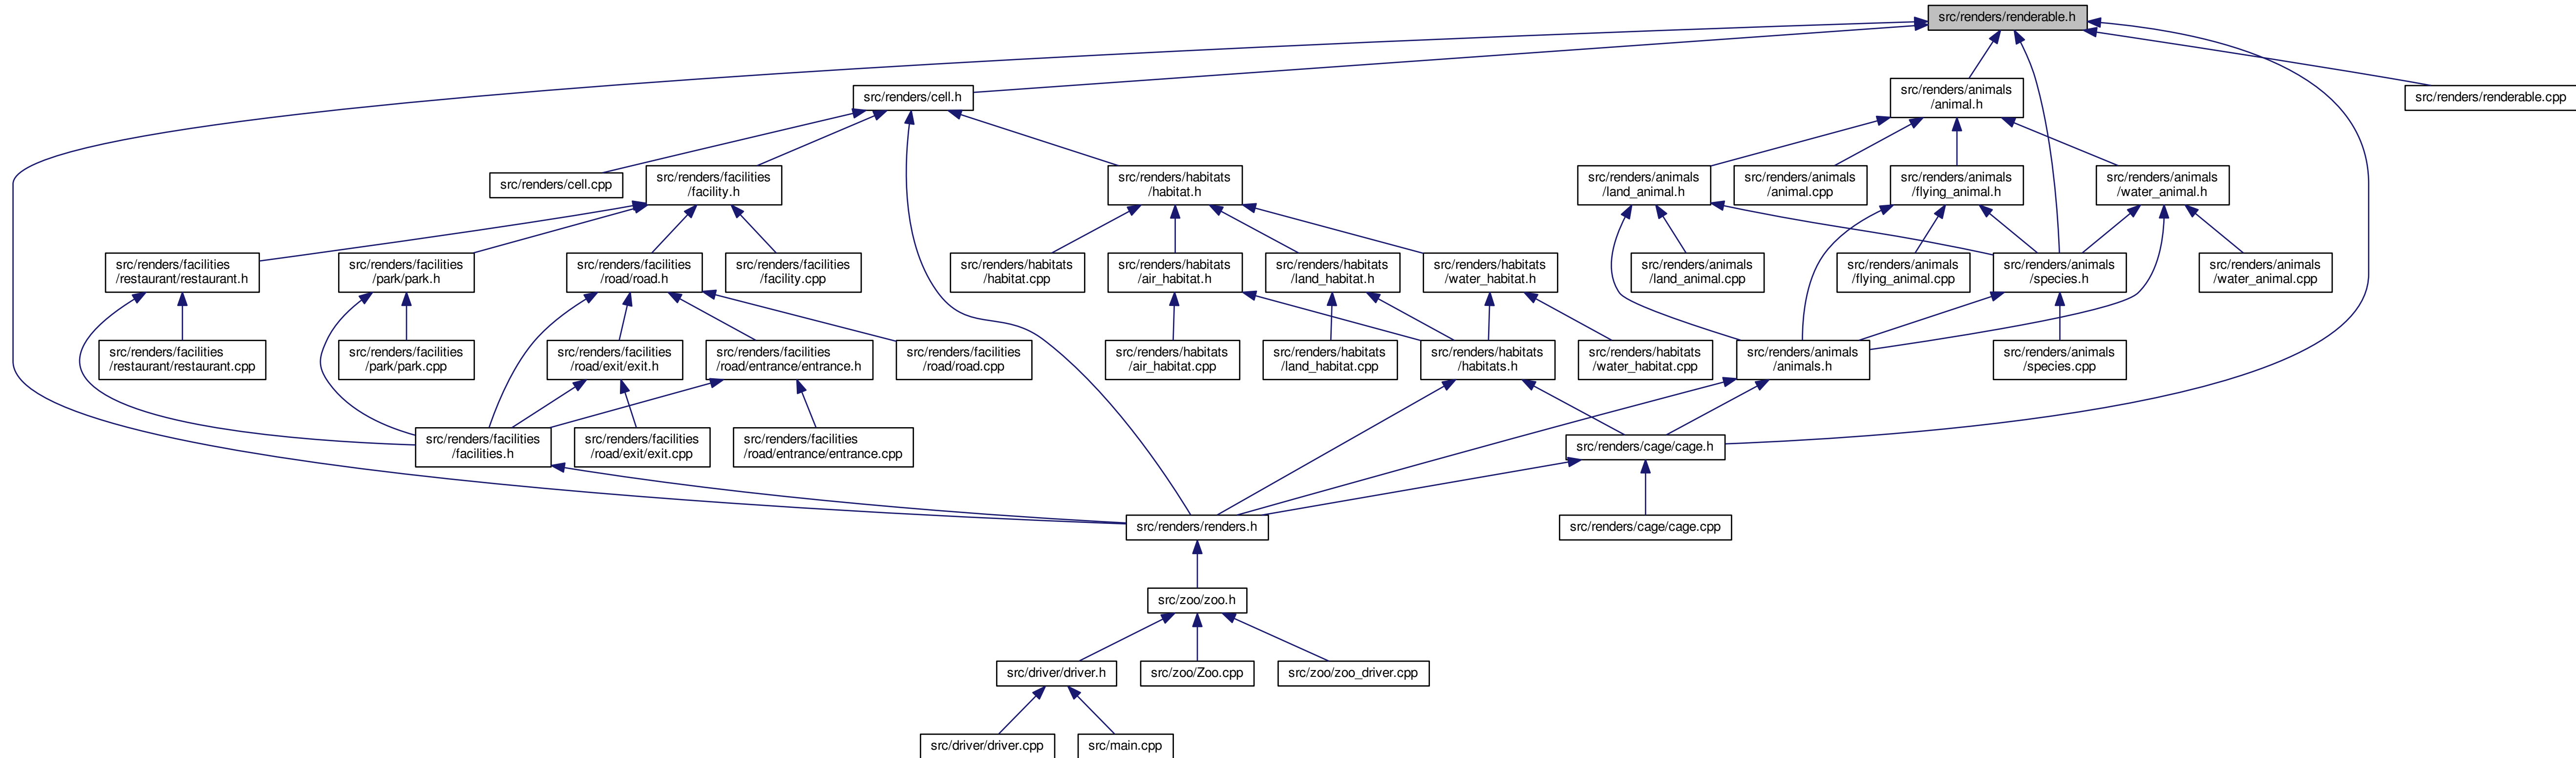 src/renders/renderable.h
src/renders/cell.h
src/renders/animals
/animal.h
src/renders/renderable.cpp
src/renders/cell.cpp
src/renders/facilities
/facility.h
src/renders/habitats
/habitat.h
src/renders/animals
/land_animal.h
src/renders/animals
/animal.cpp
src/renders/animals
/flying_animal.h
src/renders/animals
/water_animal.h
src/renders/facilities
/restaurant/restaurant.h
src/renders/facilities
/park/park.h
src/renders/facilities
/road/road.h
src/renders/facilities
/facility.cpp
src/renders/habitats
/habitat.cpp
src/renders/habitats
/air_habitat.h
src/renders/habitats
/land_habitat.h
src/renders/habitats
/water_habitat.h
src/renders/animals
/land_animal.cpp
src/renders/animals
/flying_animal.cpp
src/renders/animals
/species.h
src/renders/animals
/water_animal.cpp
src/renders/facilities
/restaurant/restaurant.cpp
src/renders/facilities
/park/park.cpp
src/renders/facilities
/road/exit/exit.h
src/renders/facilities
/road/entrance/entrance.h
src/renders/facilities
/road/road.cpp
src/renders/habitats
/air_habitat.cpp
src/renders/habitats
/land_habitat.cpp
src/renders/habitats
/habitats.h
src/renders/habitats
/water_habitat.cpp
src/renders/animals
/animals.h
src/renders/animals
/species.cpp
src/renders/facilities
/facilities.h
src/renders/facilities
/road/exit/exit.cpp
src/renders/facilities
/road/entrance/entrance.cpp
src/renders/cage/cage.h
src/renders/renders.h
src/renders/cage/cage.cpp
src/zoo/zoo.h
src/driver/driver.h
src/zoo/Zoo.cpp
src/zoo/zoo_driver.cpp
src/driver/driver.cpp
src/main.cpp